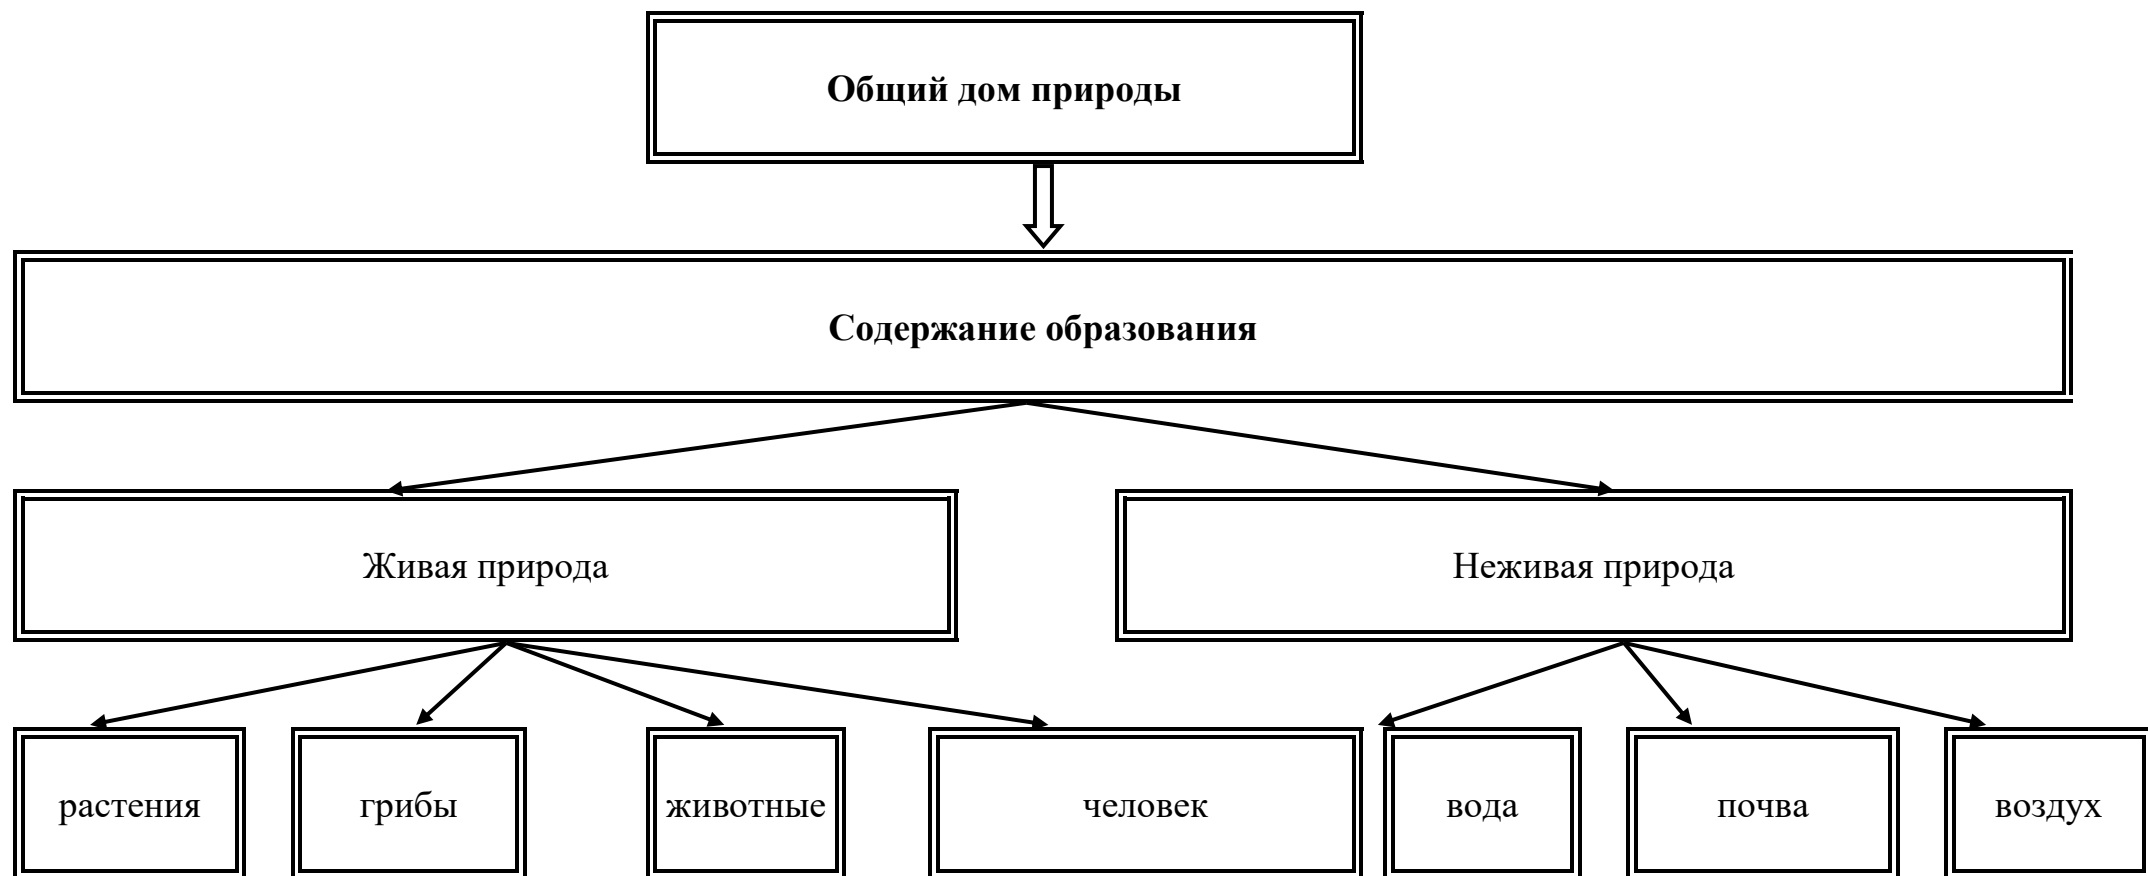 Общий дом природы
Содержание образования
Живая природа
Неживая природа
растения
грибы
животные
человек
вода
почва
воздух